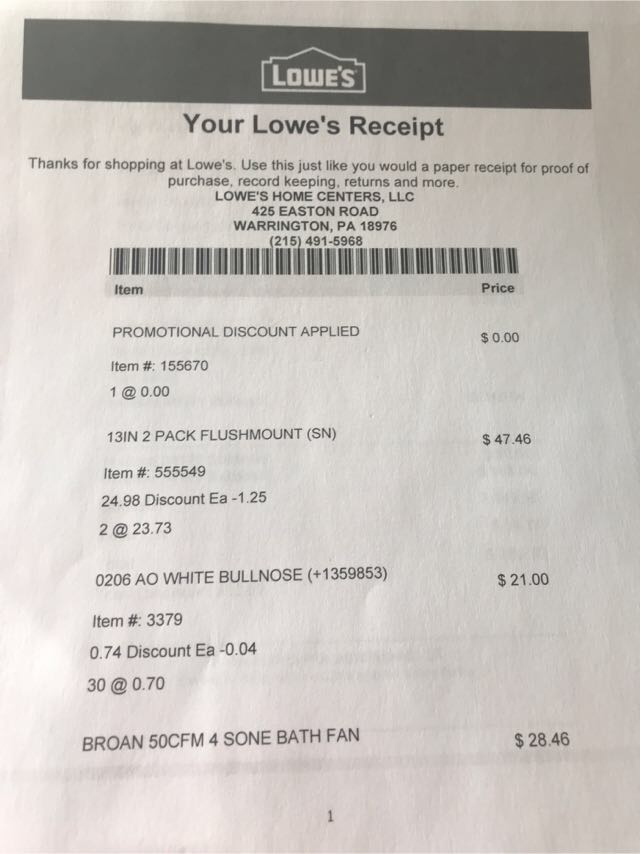 LOWE'S
Your Lowe's Receipt
Thanks for shopping at Lowe's. Use this just like you would a paper receipt for proof of
purchase, record keeping, returns and more.
LOWE'S HOME CENTERS, LLC
425 EASTON ROAD
WARRINGTON, PA 18976
(215) 491-5968
Item Price
PROMOTIONAL DISCOUNT APPLIED $ 0.00
Item #: 155670
1 @ 0.00
13IN 2 PACK FLUSHMOUNT (SN) $ 47.46
Item #: 555549
24.98 Discount Ea -1.25
2 @ 23.73
0206 AO WHITE BULLNOSE (+1359853) $ 21.00
Item #: 3379
0.74 Discount Ea -0.04
30 @ 0.70
BROAN 50CFM 4 SONE BATH FAN $ 28.46
1